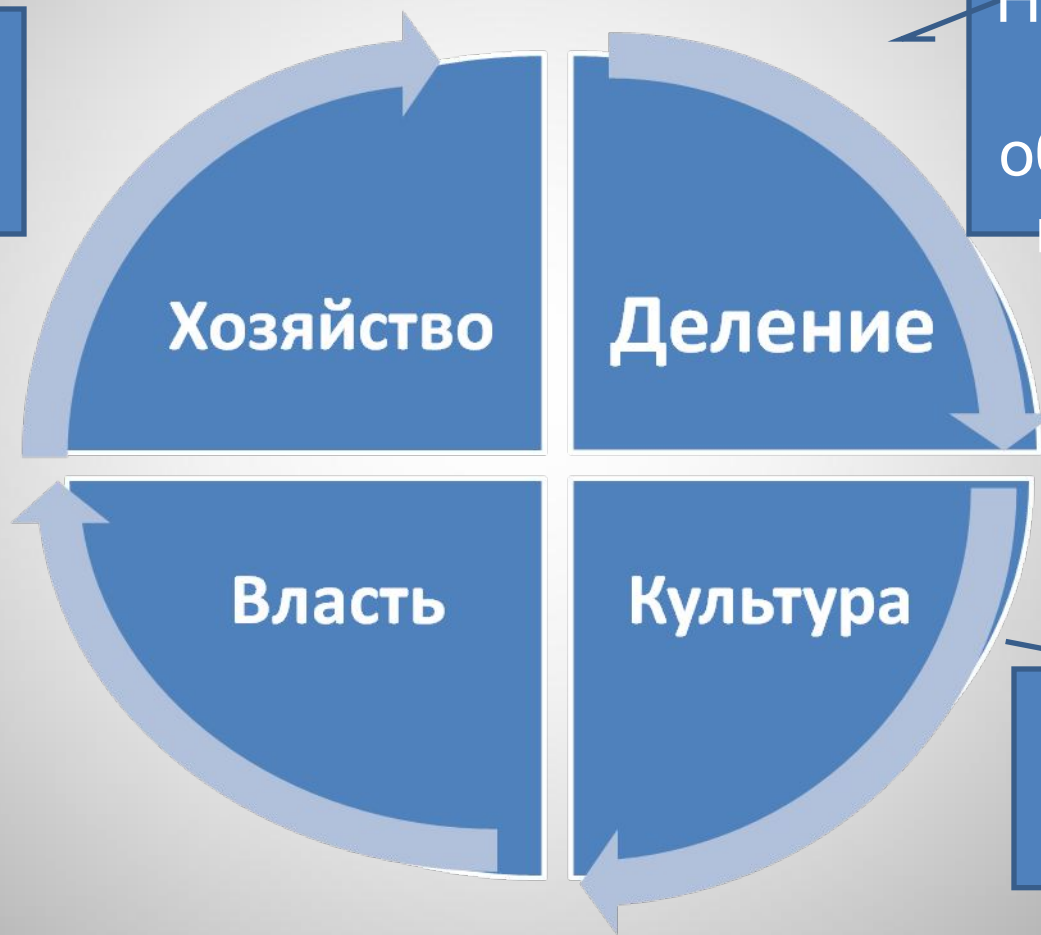 Хозяйство
Деление
Власть
Культура